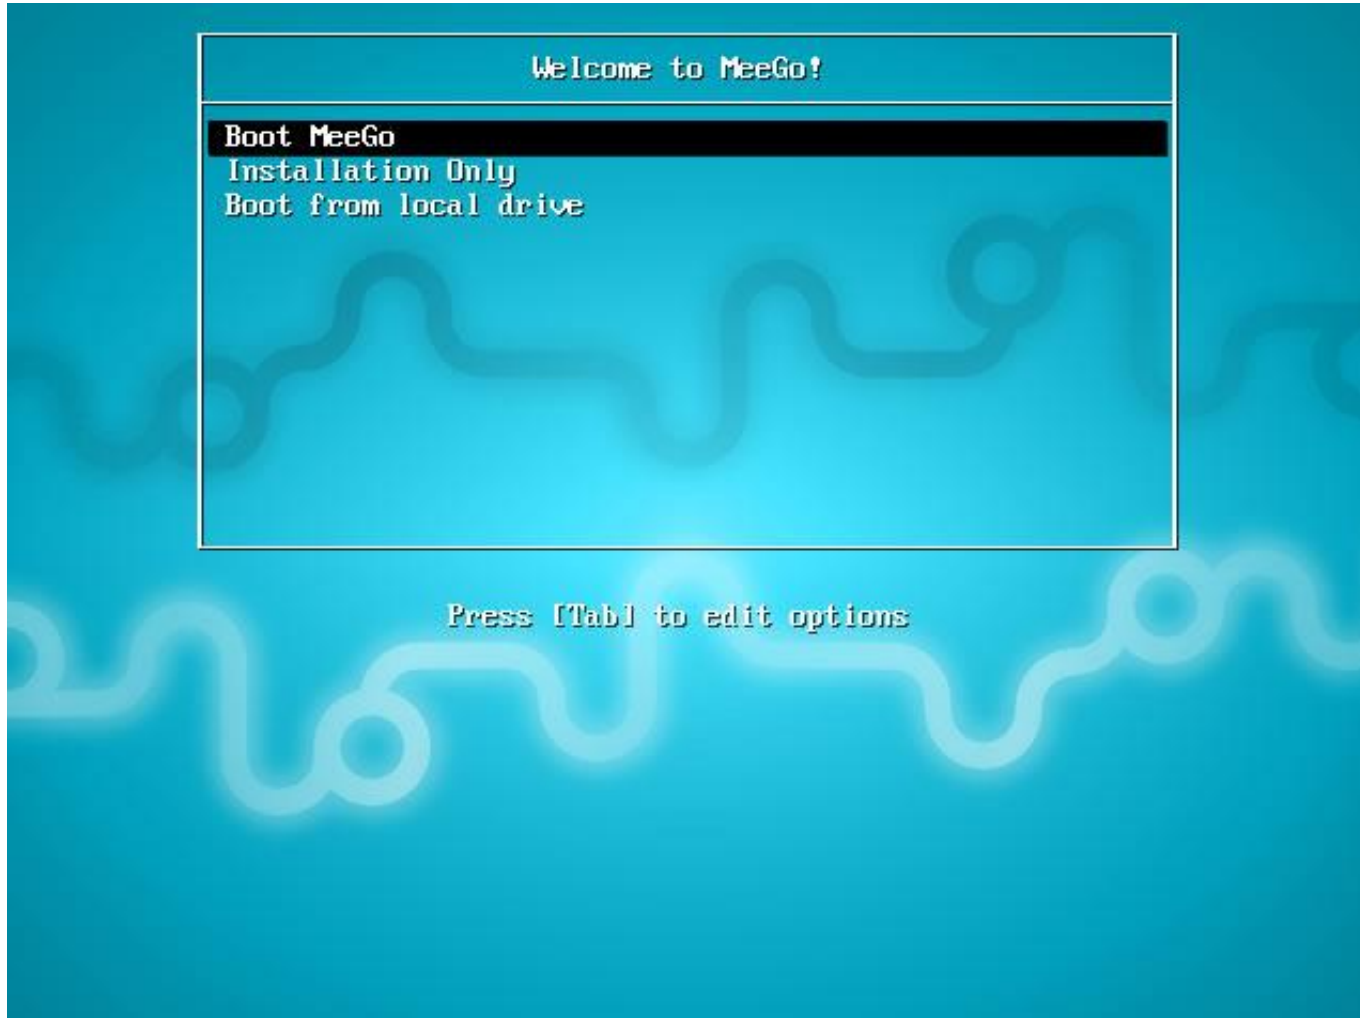 Welcome to MeeGo!
Boot MeeGo
Installation Only
Boot from local drive
Press [Tab] to edit options